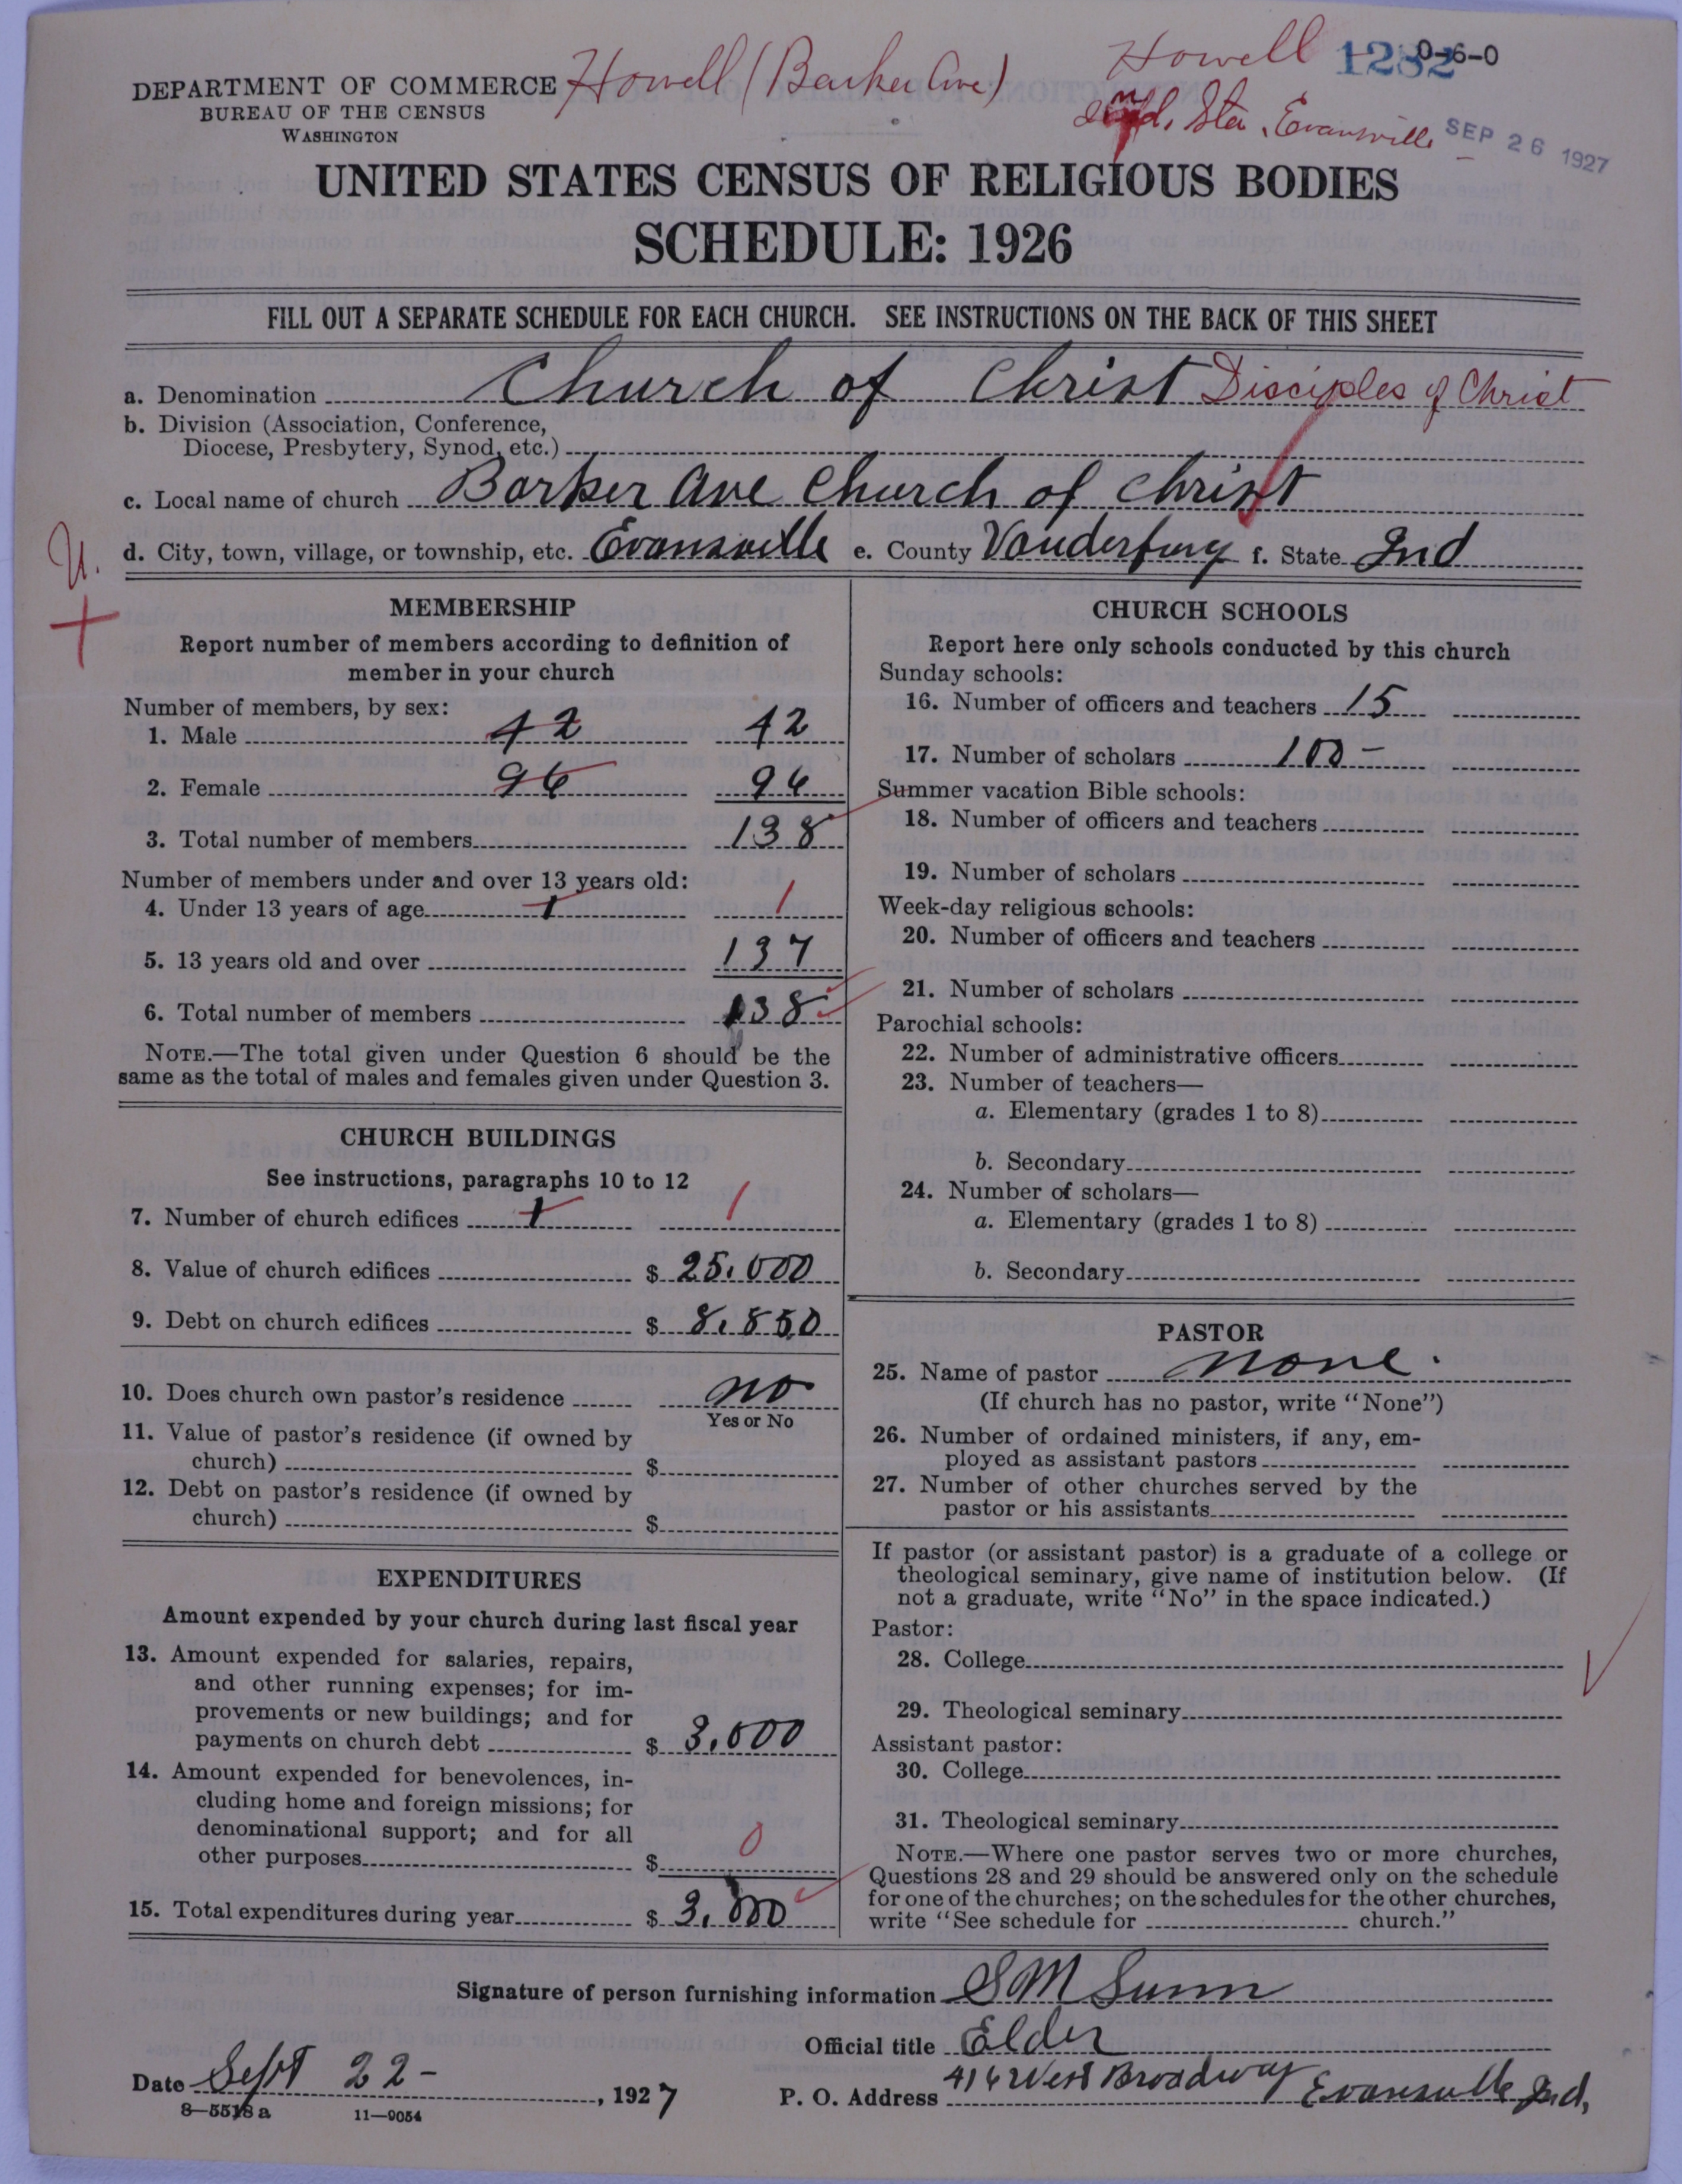 DEPARTMENT OF COMMERCE
BUREAU OF THE CENSUS
WASHINGTON
Howell (Barker Ave)
Howell
Sta. Evansville
1282
0-6-0
SEP 26 1927
UNITED STATES CENSUS OF RELIGIOUS BODIES
SCHEDULE: 1926
FILL OUT A SEPARATE SCHEDULE FOR EACH CHURCH. SEE INSTRUCTIONS ON THE BACK OF THIS SHEET
a. Denomination Church of Christ Disciples of Christ
b. Division (Association, Conference,
Diocese, Presbytery, Synod, etc.)
c. Local name of church Barker Ave Church of Christ
d. City, town, village, or township, etc. Evansville e. County Vanderburg f. State Ind
U.
+
MEMBERSHIP
Report number of members according to definition of
member in your church
Number of members, by sex:
1. Male 42 42
2. Female 96 96
3. Total number of members 138
Number of members under and over 13 years old:
4. Under 13 years of age 1 1
5. 13 years old and over 137
6. Total number of members 138
NOTE.—The total given under Question 6 should be the
same as the total of males and females given under Question 3.
CHURCH BUILDINGS
See instructions, paragraphs 10 to 12
7. Number of church edifices 1 1
8. Value of church edifices $ 25,000
9. Debt on church edifices $ 8,850
10. Does church own pastor's residence no
Yes or No
11. Value of pastor's residence (if owned by
church) $
12. Debt on pastor's residence (if owned by
church) $
EXPENDITURES
Amount expended by your church during last fiscal year
13. Amount expended for salaries, repairs,
and other running expenses; for im-
provements or new buildings; and for
payments on church debt $ 3,000
14. Amount expended for benevolences, in-
cluding home and foreign missions; for
denominational support; and for all
other purposes $ 0
15. Total expenditures during year $ 3,000
CHURCH SCHOOLS
Report here only schools conducted by this church
Sunday schools:
16. Number of officers and teachers 15
17. Number of scholars 100-
Summer vacation Bible schools:
18. Number of officers and teachers
19. Number of scholars
Week-day religious schools:
20. Number of officers and teachers
21. Number of scholars
Parochial schools:
22. Number of administrative officers
23. Number of teachers—
a. Elementary (grades 1 to 8)
b. Secondary
24. Number of scholars—
a. Elementary (grades 1 to 8)
b. Secondary
PASTOR
25. Name of pastor none.
(If church has no pastor, write "None")
26. Number of ordained ministers, if any, em-
ployed as assistant pastors
27. Number of other churches served by the
pastor or his assistants
If pastor (or assistant pastor) is a graduate of a college or
theological seminary, give name of institution below. (If
not a graduate, write "No" in the space indicated.)
Pastor:
28. College
29. Theological seminary
Assistant pastor:
30. College
31. Theological seminary
NOTE.—Where one pastor serves two or more churches,
Questions 28 and 29 should be answered only on the schedule
for one of the churches; on the schedules for the other churches,
write "See schedule for church."
Signature of person furnishing information S M
Official title Elder
Date Sept 22- , 1927
P. O. Address 416 West Broadway Evansville Ind,
8—5518 a 11—9054